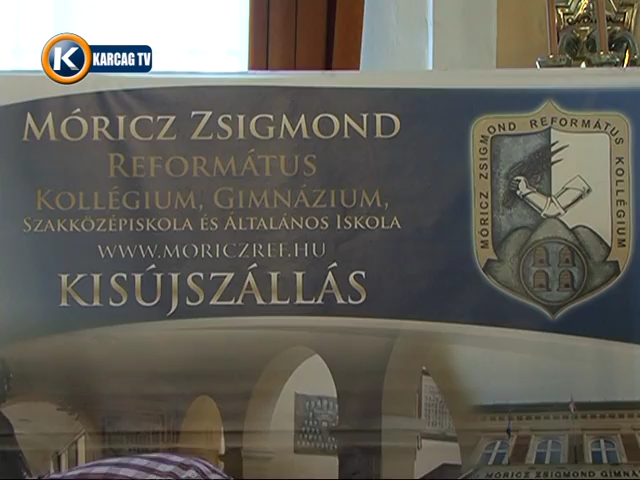 K KARCAG TV
MÓRICZ ZSIGMOND
REFORMÁTUS
KOLLÉGIUM, GIMNÁZIUM,
SZAKKÖZÉPISKOLA ÉS ÁLTALÁNOS ISKOLA
WWW.MORICZREF.HU
KISÚJSZÁLLÁS
MÓRICZ ZSIGMOND REFORMÁTUS KOLLÉGIUM
MÓRICZ ZSIGMOND GIMN